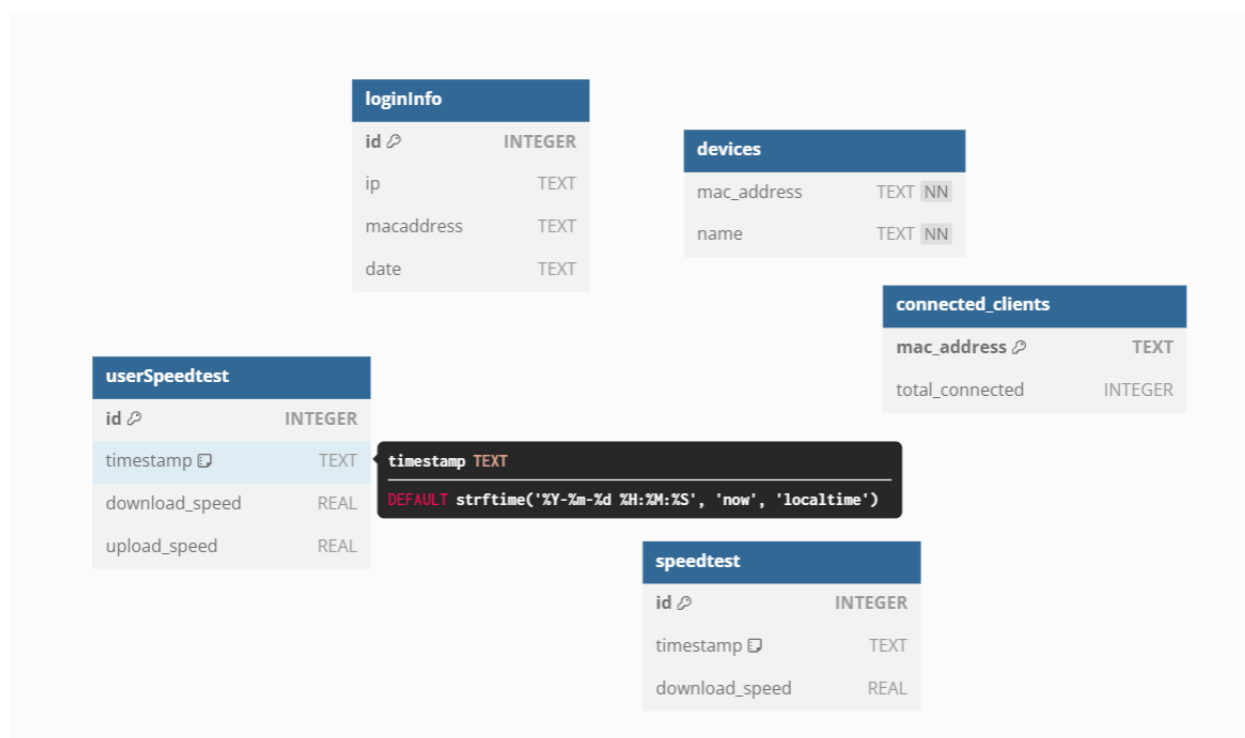 loginInfo
id INTEGER
ip TEXT
macaddress TEXT
date TEXT
devices
mac_address TEXT NN
name TEXT NN
connected_clients
mac_address TEXT
total_connected INTEGER
userSpeedtest
id INTEGER
timestamp TEXT
download_speed REAL
upload_speed REAL
timestamp TEXT
DEFAULT strftime('%Y-%m-%d %H:%M:%S', 'now', 'localtime')
speedtest
id INTEGER
timestamp TEXT
download_speed REAL